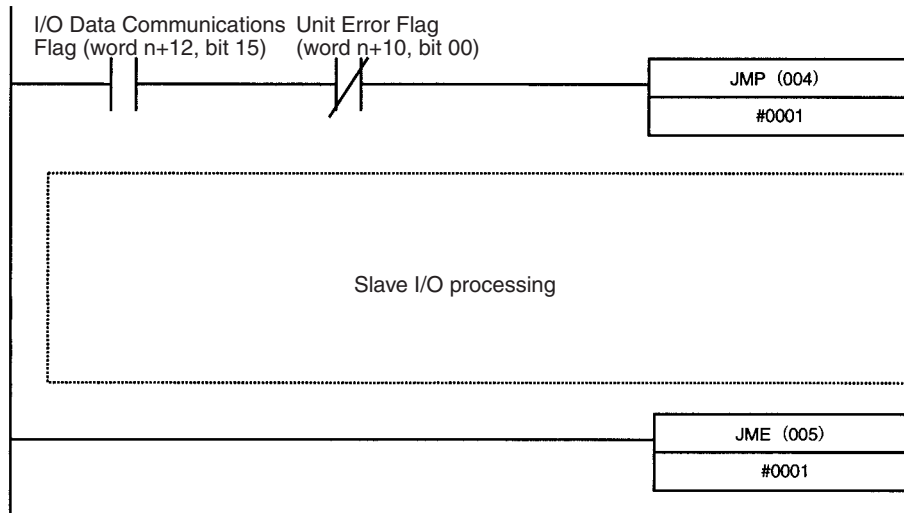 I/O Data Communications
Flag (word n+12, bit 15)
Unit Error Flag
(word n+10, bit 00)
JMP (004)
#0001
Slave I/O processing
JME (005)
#0001